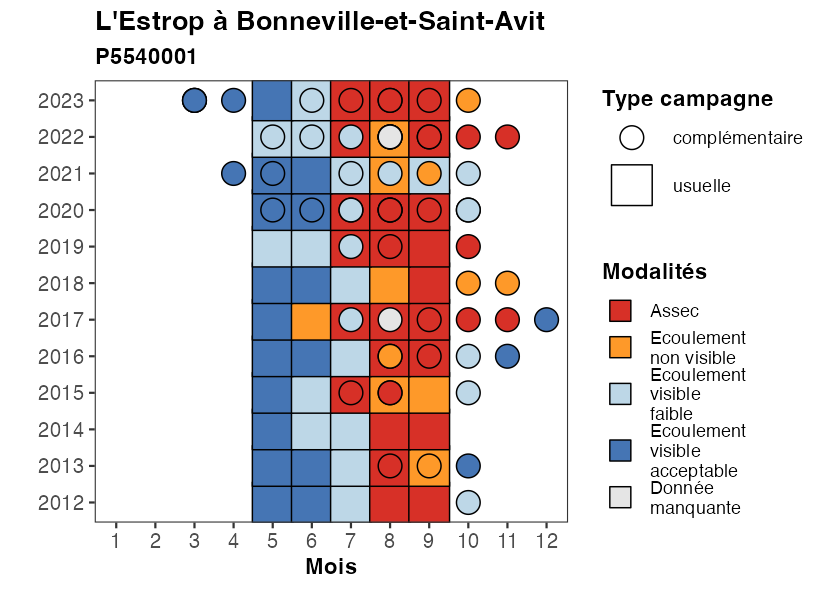 L'Estrop à Bonneville-et-Saint-Avit
P5540001
2023
2022
2021
2020
2019
2018
2017
2016
2015
2014
2013
2012
1 2 3 4 5 6 7 8 9 10 11 12
Mois
Type campagne
complémentaire
usuelle
Modalités
Assec
Ecoulement
non visible
Ecoulement
visible
faible
Ecoulement
visible
acceptable
Donnée
manquante